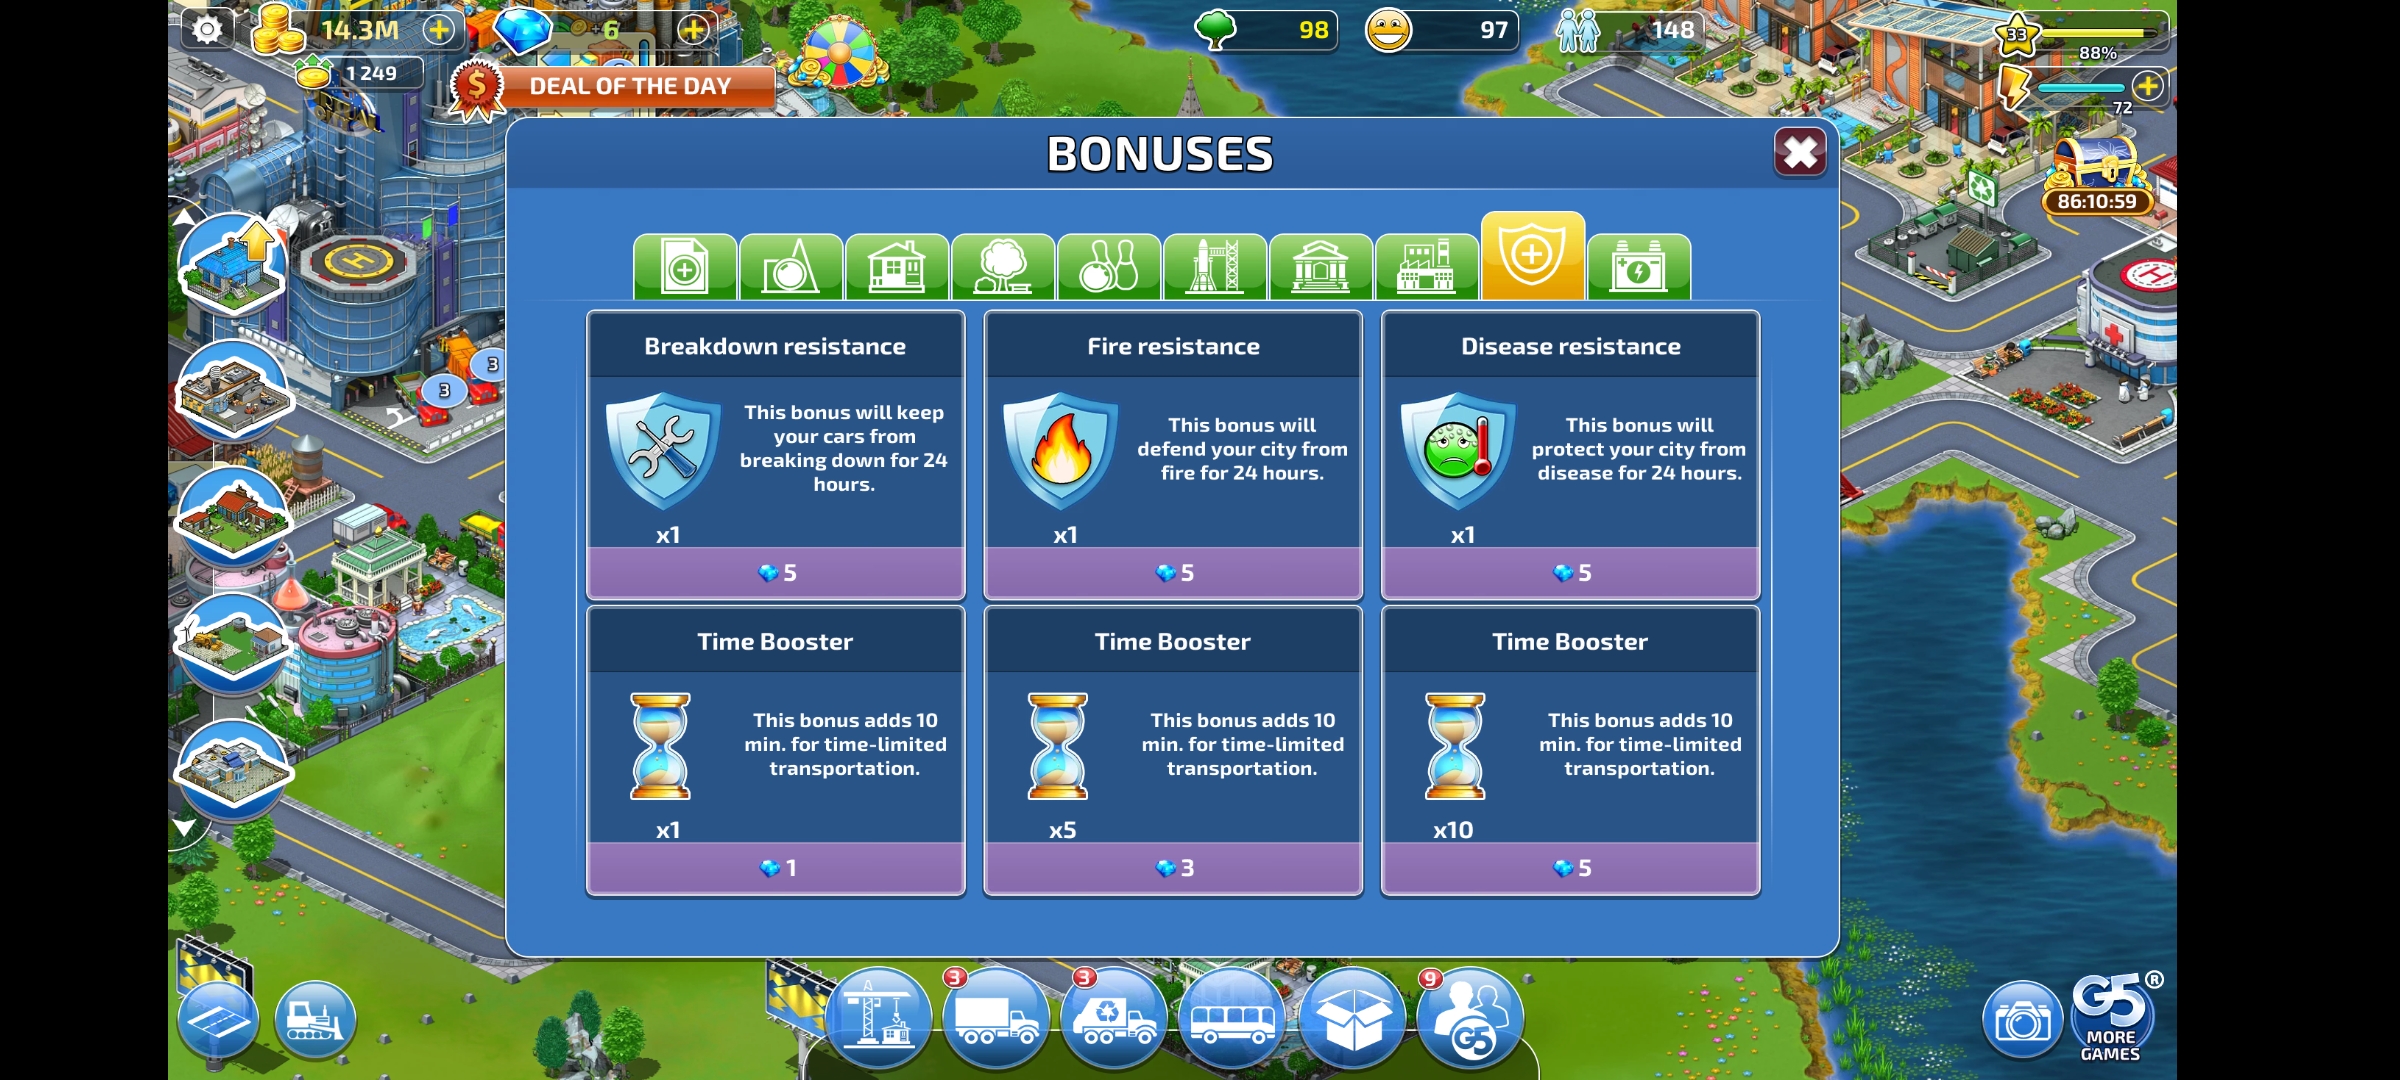 14.3M
6
98
97
148
33
88%
1 249
DEAL OF THE DAY
72
86:10:59
BONUSES
Breakdown resistance
This bonus will keep
your cars from
breaking down for 24
hours.
x1
5
Fire resistance
This bonus will
defend your city from
fire for 24 hours.
x1
5
Disease resistance
This bonus will
protect your city from
disease for 24 hours.
x1
5
Time Booster
This bonus adds 10
min. for time-limited
transportation.
x1
1
Time Booster
This bonus adds 10
min. for time-limited
transportation.
x5
3
Time Booster
This bonus adds 10
min. for time-limited
transportation.
x10
5
H
H
3
3
A
3
3
9
G5
G5®
MORE
GAMES